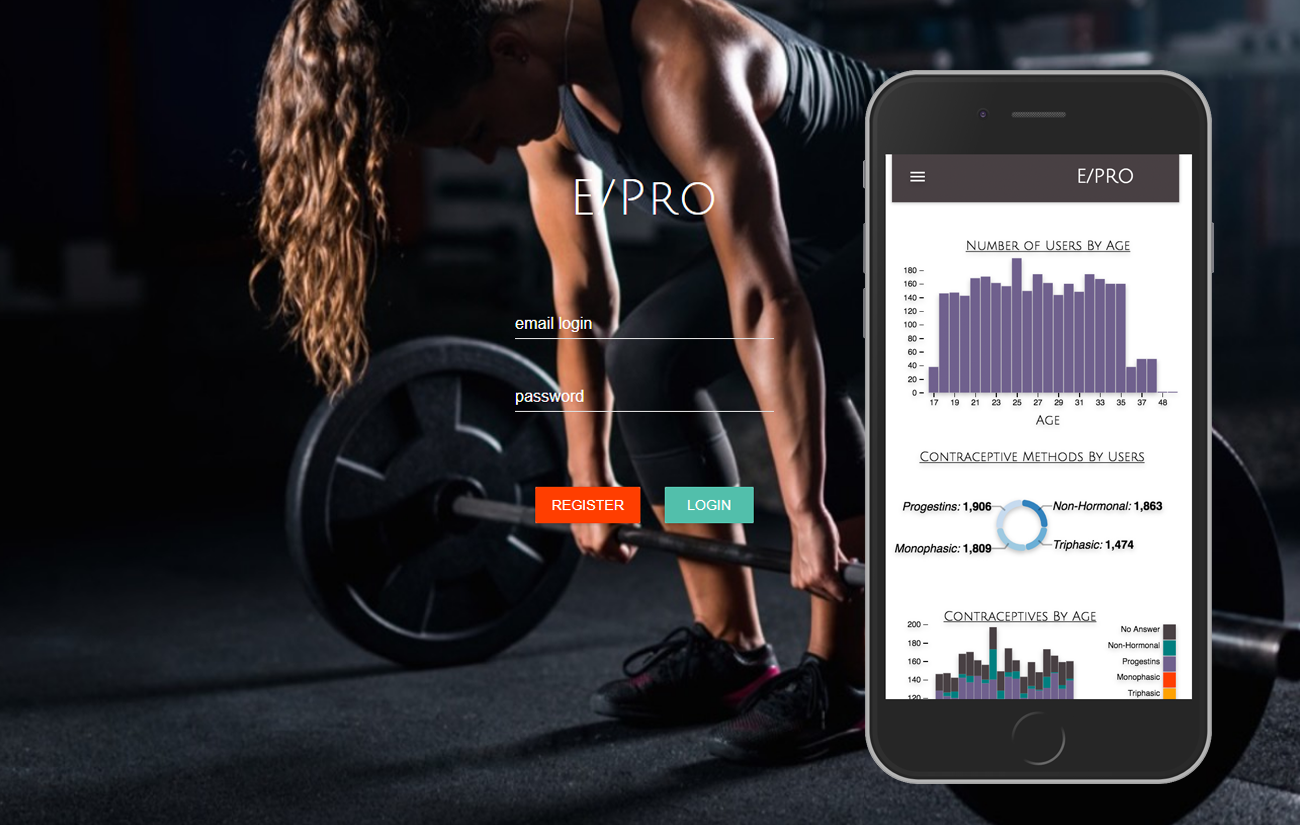 E/Pro
email login
password
REGISTER
LOGIN
E/PRO
Number of Users By Age
180
160
140
120
100
80
60
40
20
0
17 19 21 23 25 27 29 31 33 35 37 48
Age
Contraceptive Methods By Users
Progestins: 1,906 Non-Hormonal: 1,863
Monophasic: 1,809 Triphasic: 1,474
Contraceptives By Age
200
180
160
140
120
No Answer
Non-Hormonal
Progestins
Monophasic
Triphasic